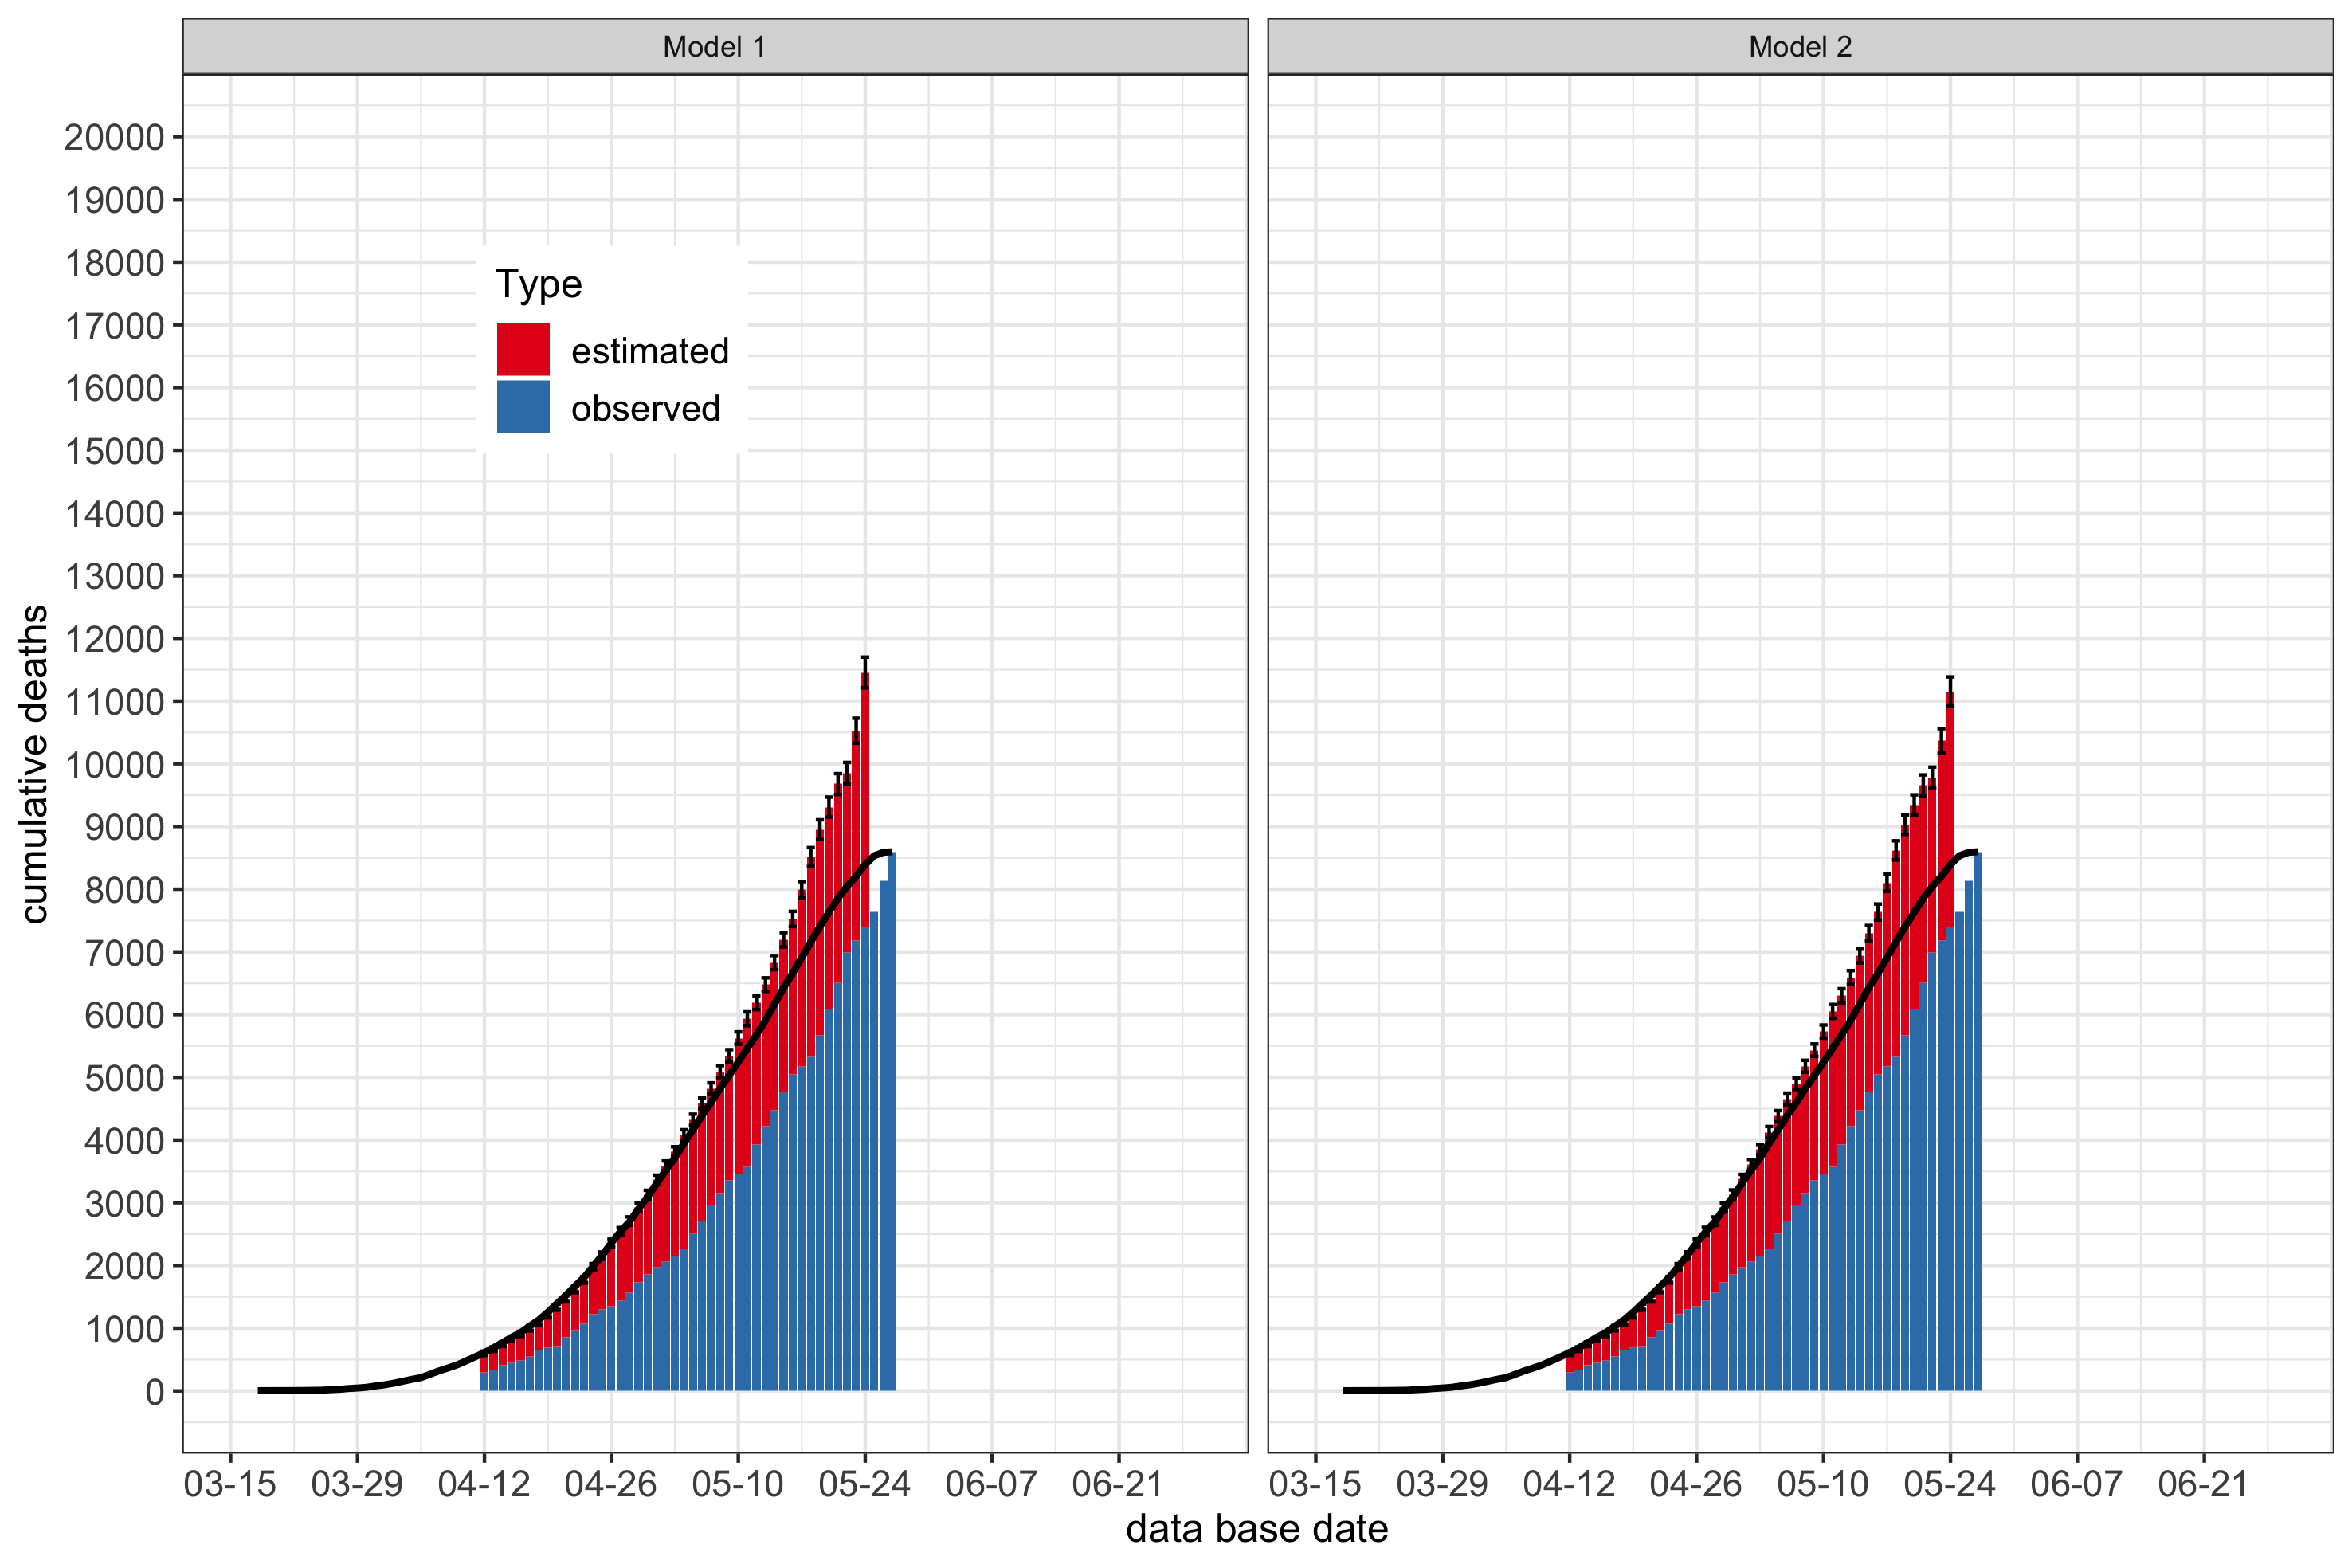 Model 1
Model 2
20000
19000
18000
17000
16000
15000
14000
13000
12000
11000
10000
9000
8000
7000
6000
5000
4000
3000
2000
1000
0
cumulative deaths
Type
estimated
observed
03-15 03-29 04-12 04-26 05-10 05-24 06-07 06-21
03-15 03-29 04-12 04-26 05-10 05-24 06-07 06-21
data base date